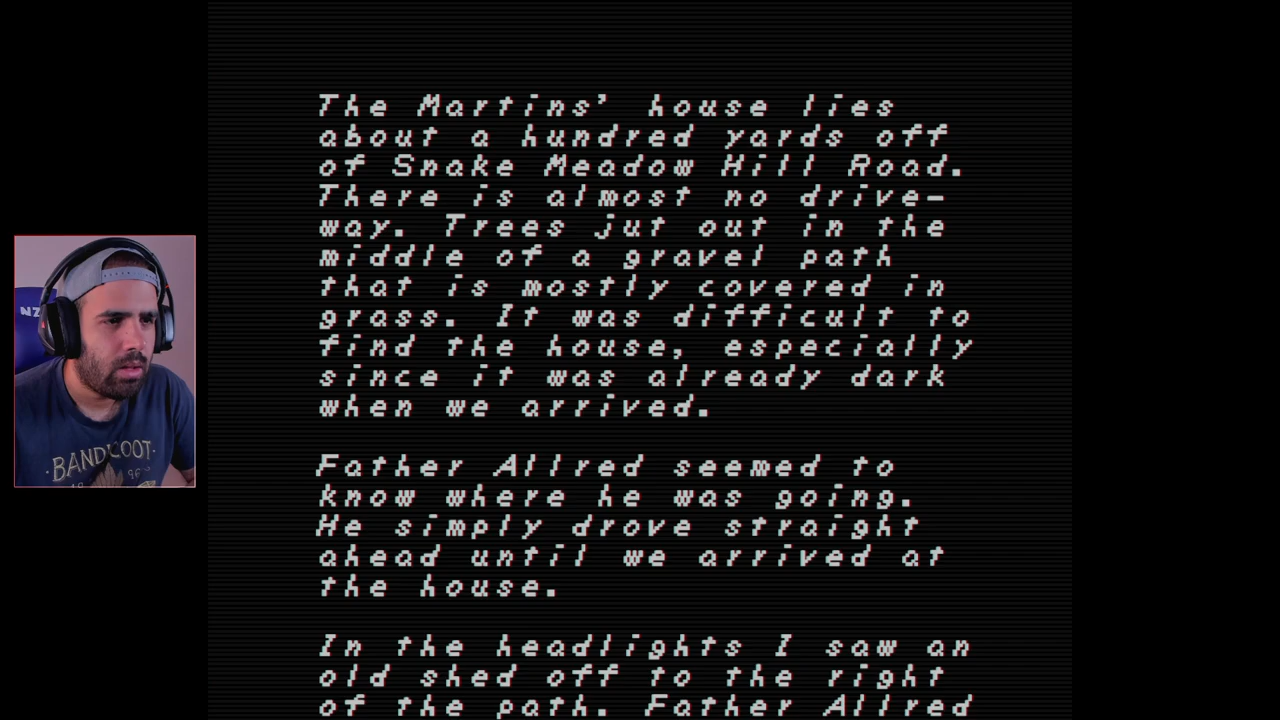 The Martins' house lies
about a hundred yards off
of Snake Meadow Hill Road.
There is almost no drive-
way. Trees jut out in the
middle of a gravel path
that is mostly covered in
grass. It was difficult to
find the house, especially
since it was already dark
when we arrived.
Father Allred seemed to
know where he was going.
He simply drove straight
ahead until we arrived at
the house.
In the headlights I saw an
old shed off to the right
of the path. Father Allred
NZ
BANDICOOT
96